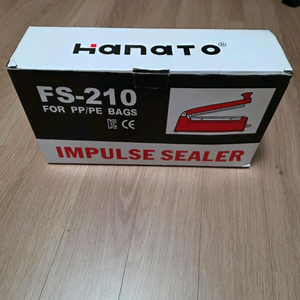 HanaTO®
FS-210
FOR PP/PE BAGS
CE
IMPULSE SEALER